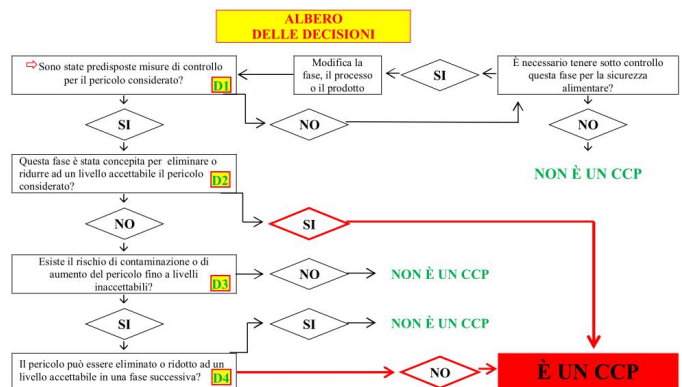 ALBERO
DELLE DECISIONI
⇨Sono state predisposte misure di controllo
per il pericolo considerato?
D1
Modifica la
fase, il processo
o il prodotto
SI
È necessario tenere sotto controllo
questa fase per la sicurezza
alimentare?
SI
NO
NO
NON È UN CCP
Questa fase è stata concepita per eliminare o
ridurre ad un livello accettabile il pericolo
considerato?
D2
NO
SI
Esiste il rischio di contaminazione o di
aumento del pericolo fino a livelli
inaccettabili?
D3
NO
NON È UN CCP
SI
SI
NON È UN CCP
Il pericolo può essere eliminato o ridotto ad un
livello accettabile in una fase successiva?
D4
NO
È UN CCP